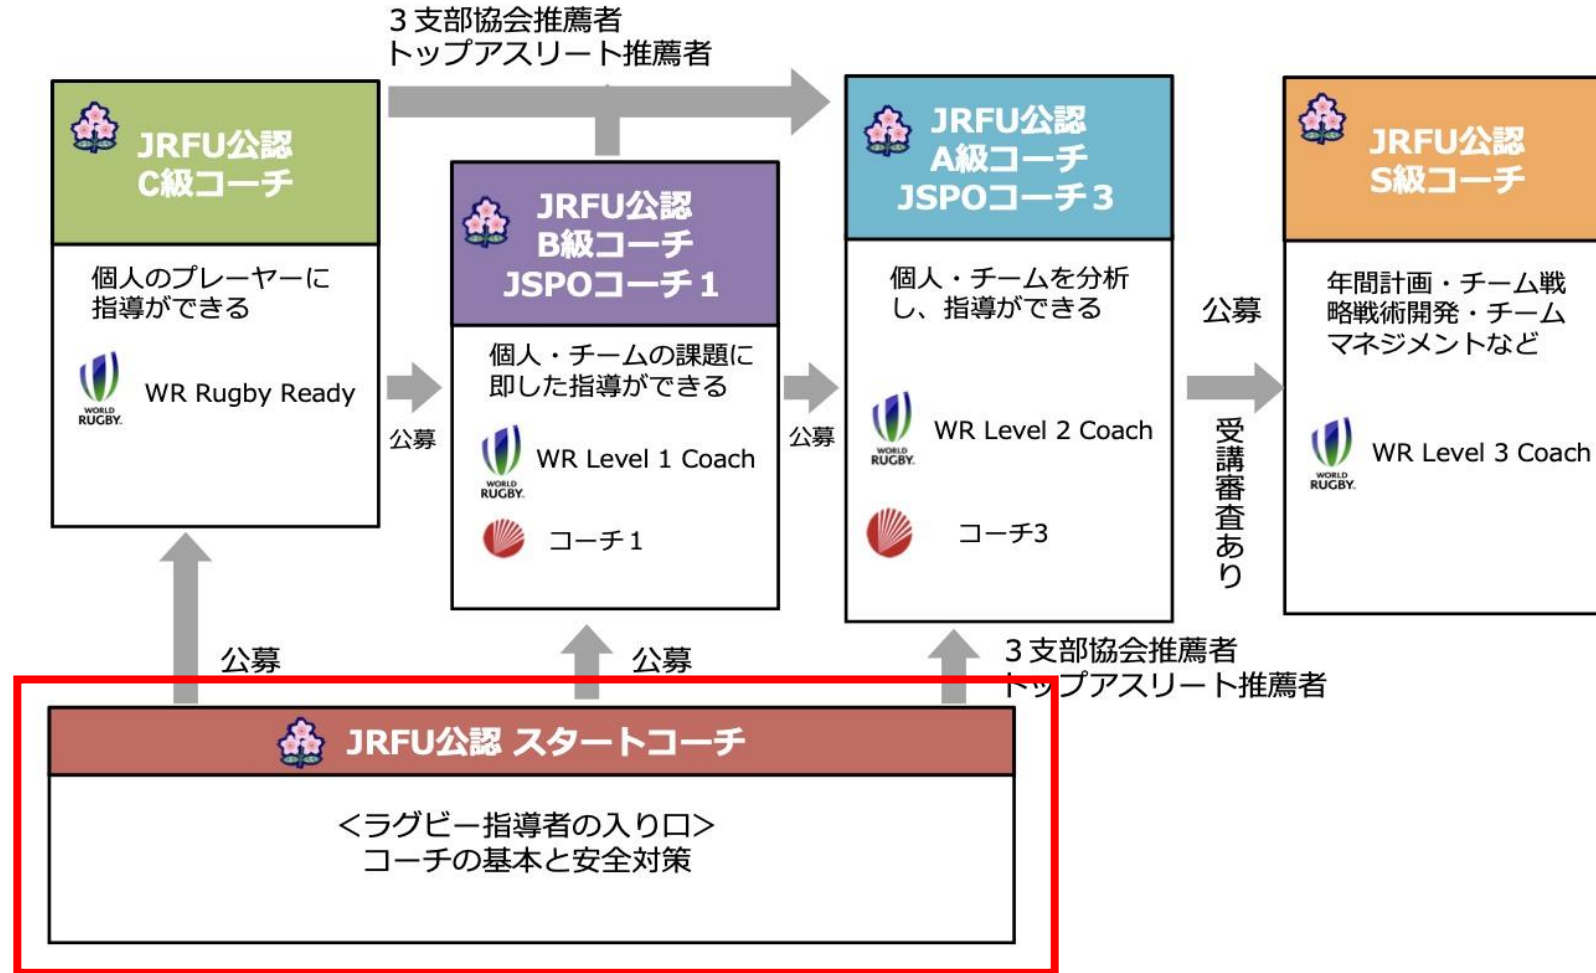 ３支部協会推薦者
トップアスリート推薦者
JRFU公認
C級コーチ
個人のプレーヤーに
指導ができる
WORLD
RUGBY.
WR Rugby Ready
公募
JRFU公認
B級コーチ
JSPOコーチ１
個人・チームの課題に
即した指導ができる
WORLD
RUGBY.
WR Level 1 Coach
コーチ１
公募
JRFU公認
A級コーチ
JSPOコーチ３
個人・チームを分析
し、指導ができる
WORLD
RUGBY.
WR Level 2 Coach
コーチ3
公募
受講審査あり
JRFU公認
S級コーチ
年間計画・チーム戦
略戦術開発・チーム
マネジメントなど
WORLD
RUGBY.
WR Level 3 Coach
公募
公募
３支部協会推薦者
トップアスリート推薦者
JRFU公認 スタートコーチ
＜ラグビー指導者の入り口＞
コーチの基本と安全対策